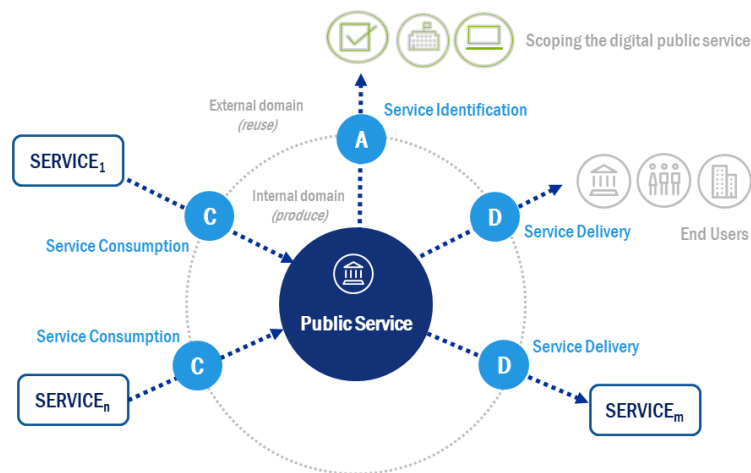 Scoping the digital public service
External domain
(reuse)
Service Identification
A
SERVICE1
Internal domain
(produce)
C
D
Service Consumption
Service Delivery
End Users
Public Service
Service Consumption
Service Delivery
C
D
SERVICEn
SERVICEm